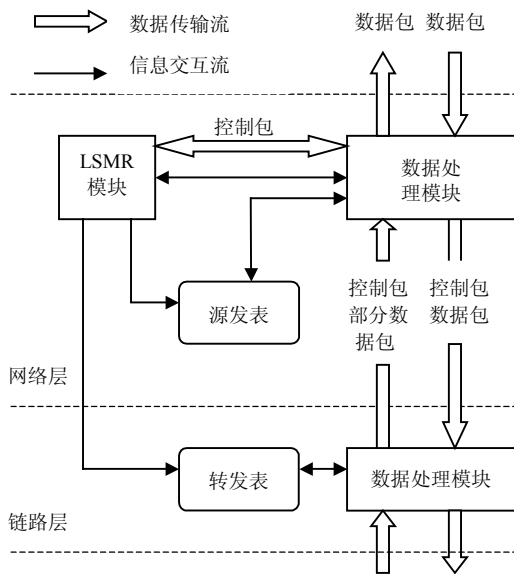 数据传输流
信息交互流
数据包 数据包
控制包
LSMR
模块
数据处
理模块
源发表
控制包
部分数
据包
控制包
数据包
网络层
转发表
数据处理模块
链路层